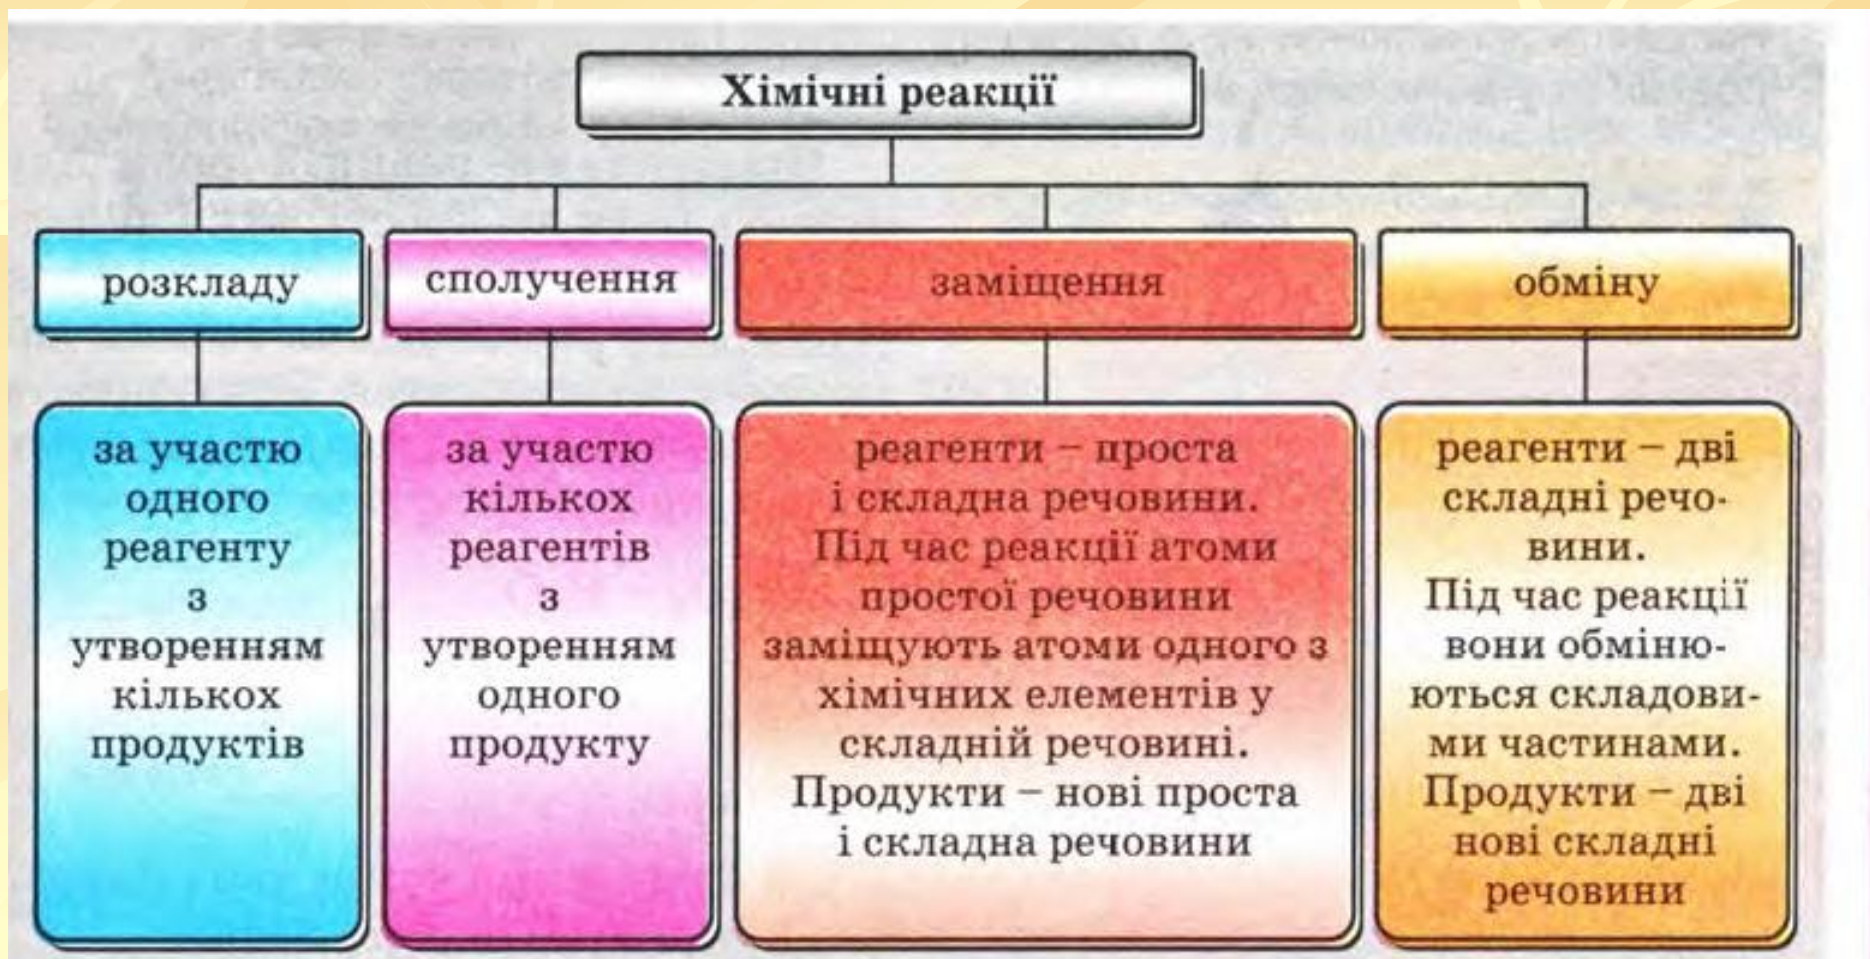 Хімічні реакції
розкладу
сполучення
заміщення
обміну
за участю
одного
реагенту
з
утворенням
кількох
продуктів
за участю
кількох
реагентів
з
утворенням
одного
продукту
реагенти – проста
і складна речовини.
Під час реакції атоми
простої речовини
заміщують атоми одного з
хімічних елементів у
складній речовині.
Продукти – нові проста
і складна речовини
реагенти – дві
складні речо-
вини.
Під час реакції
вони обміню-
ються складови-
ми частинами.
Продукти – дві
нові складні
речовини